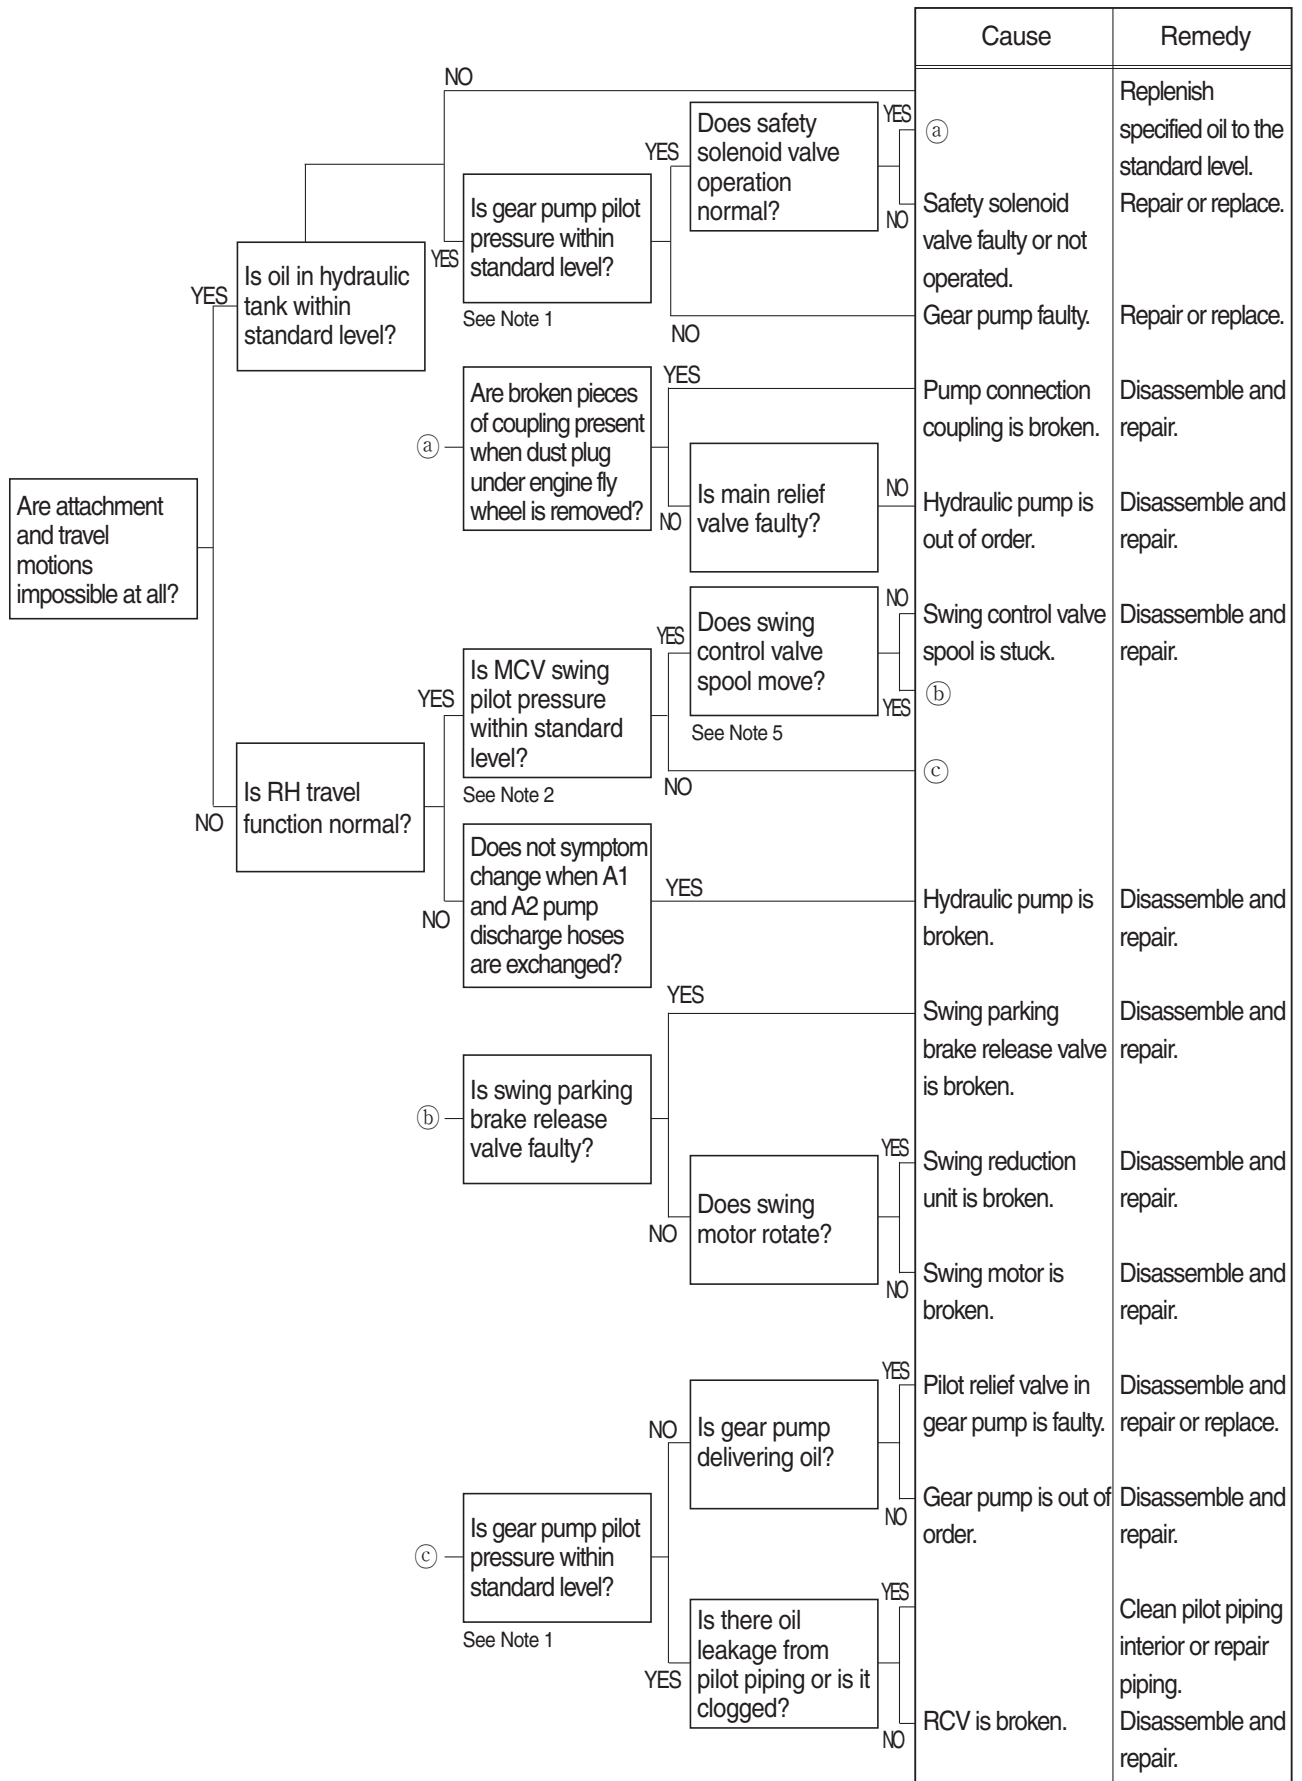 Cause
Remedy
NO
Replenish
specified oil to the
standard level.
Does safety
solenoid valve
operation
normal?
YES
ⓐ
YES
NO
Safety solenoid
valve faulty or not
operated.
Repair or replace.
Is gear pump pilot
pressure within
standard level?
YES
See Note 1
NO
Gear pump faulty.
Repair or replace.
Is oil in hydraulic
tank within
standard level?
YES
Are broken pieces
of coupling present
when dust plug
under engine fly
wheel is removed?
ⓐ
YES
Pump connection
coupling is broken.
Disassemble and
repair.
NO
Is main relief
valve faulty?
NO
Hydraulic pump is
out of order.
Disassemble and
repair.
Are attachment
and travel
motions
impossible at all?
Does swing
control valve
spool move?
YES
NO
Swing control valve
spool is stuck.
Disassemble and
repair.
YES
ⓑ
See Note 5
Is MCV swing
pilot pressure
within standard
level?
YES
See Note 2
NO
ⓒ
Is RH travel
function normal?
NO
Does not symptom
change when A1
and A2 pump
discharge hoses
are exchanged?
NO
YES
Hydraulic pump is
broken.
Disassemble and
repair.
YES
Swing parking
brake release valve
is broken.
Disassemble and
repair.
ⓑ
Is swing parking
brake release
valve faulty?
NO
Does swing
motor rotate?
YES
Swing reduction
unit is broken.
Disassemble and
repair.
NO
Swing motor is
broken.
Disassemble and
repair.
NO
Is gear pump
delivering oil?
YES
Pilot relief valve in
gear pump is faulty.
Disassemble and
repair or replace.
NO
Gear pump is out of
order.
Disassemble and
repair.
ⓒ
Is gear pump pilot
pressure within
standard level?
See Note 1
YES
Is there oil
leakage from
pilot piping or is it
clogged?
YES
Clean pilot piping
interior or repair
piping.
NO
RCV is broken.
Disassemble and
repair.